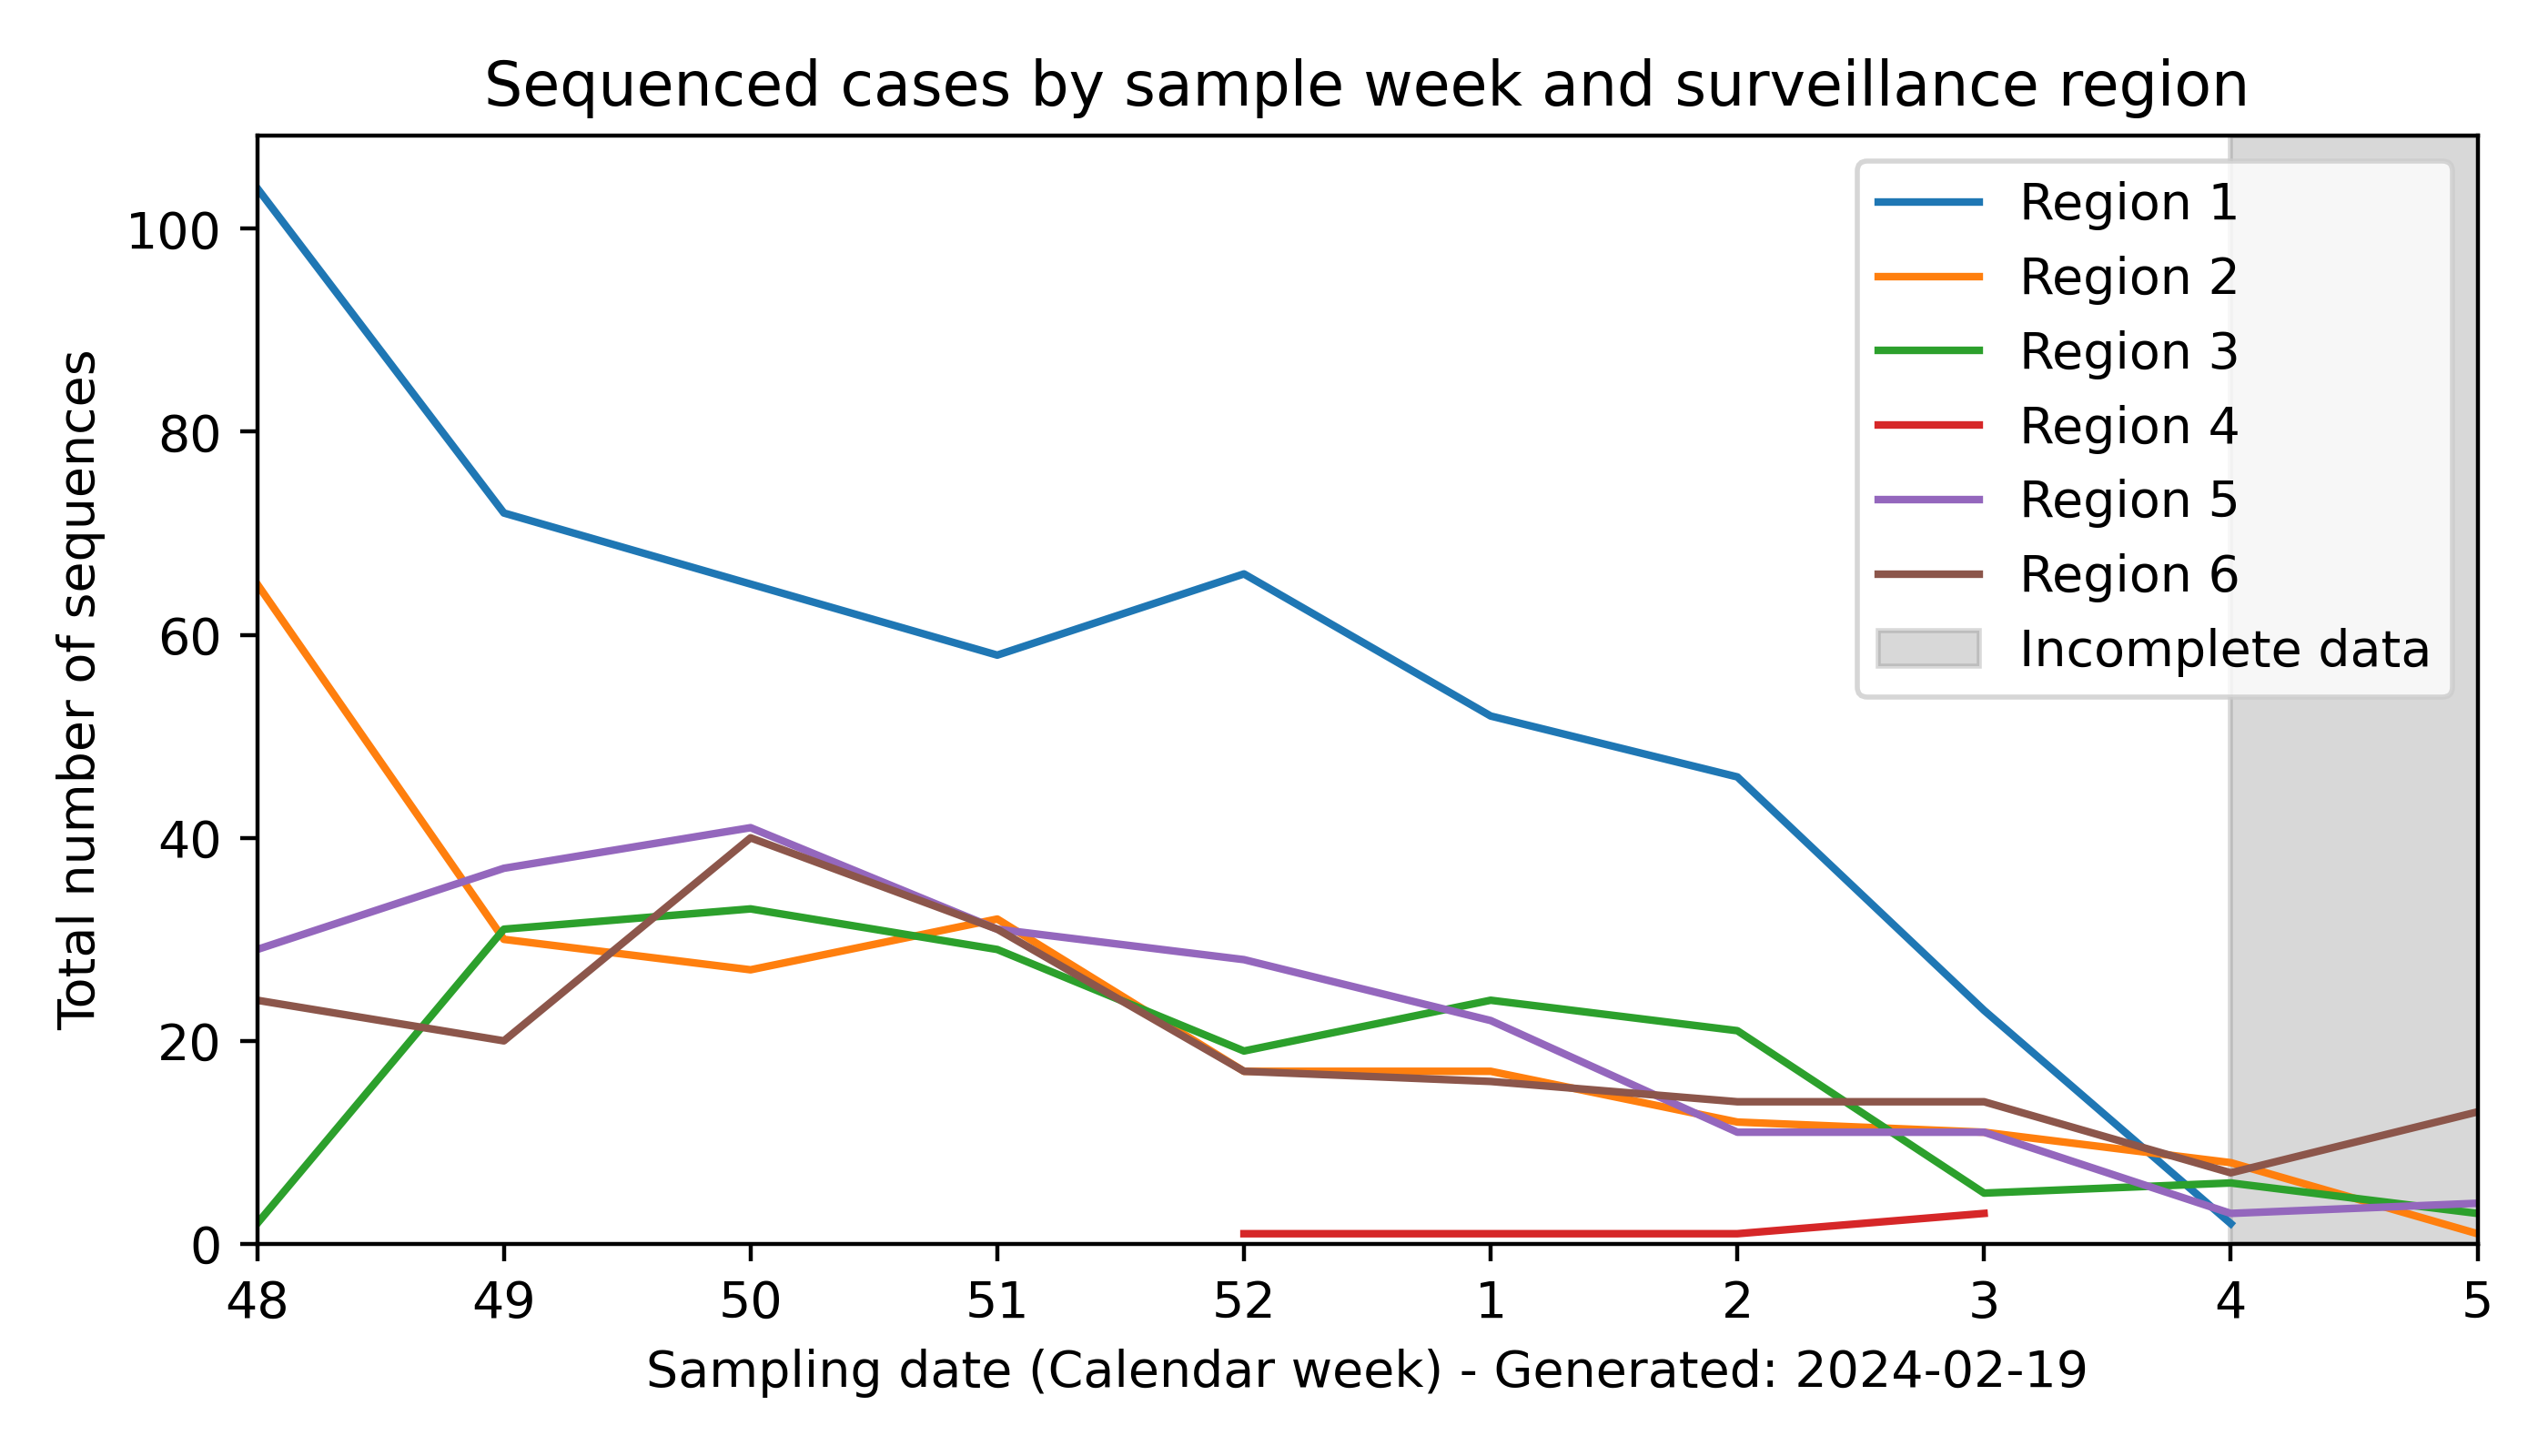 Sequenced cases by sample week and surveillance region
Total number of sequences
100
80
60
40
20
0
Region 1
Region 2
Region 3
Region 4
Region 5
Region 6
Incomplete data
48 49 50 51 52 1 2 3 4 5
Sampling date (Calendar week) - Generated: 2024-02-19